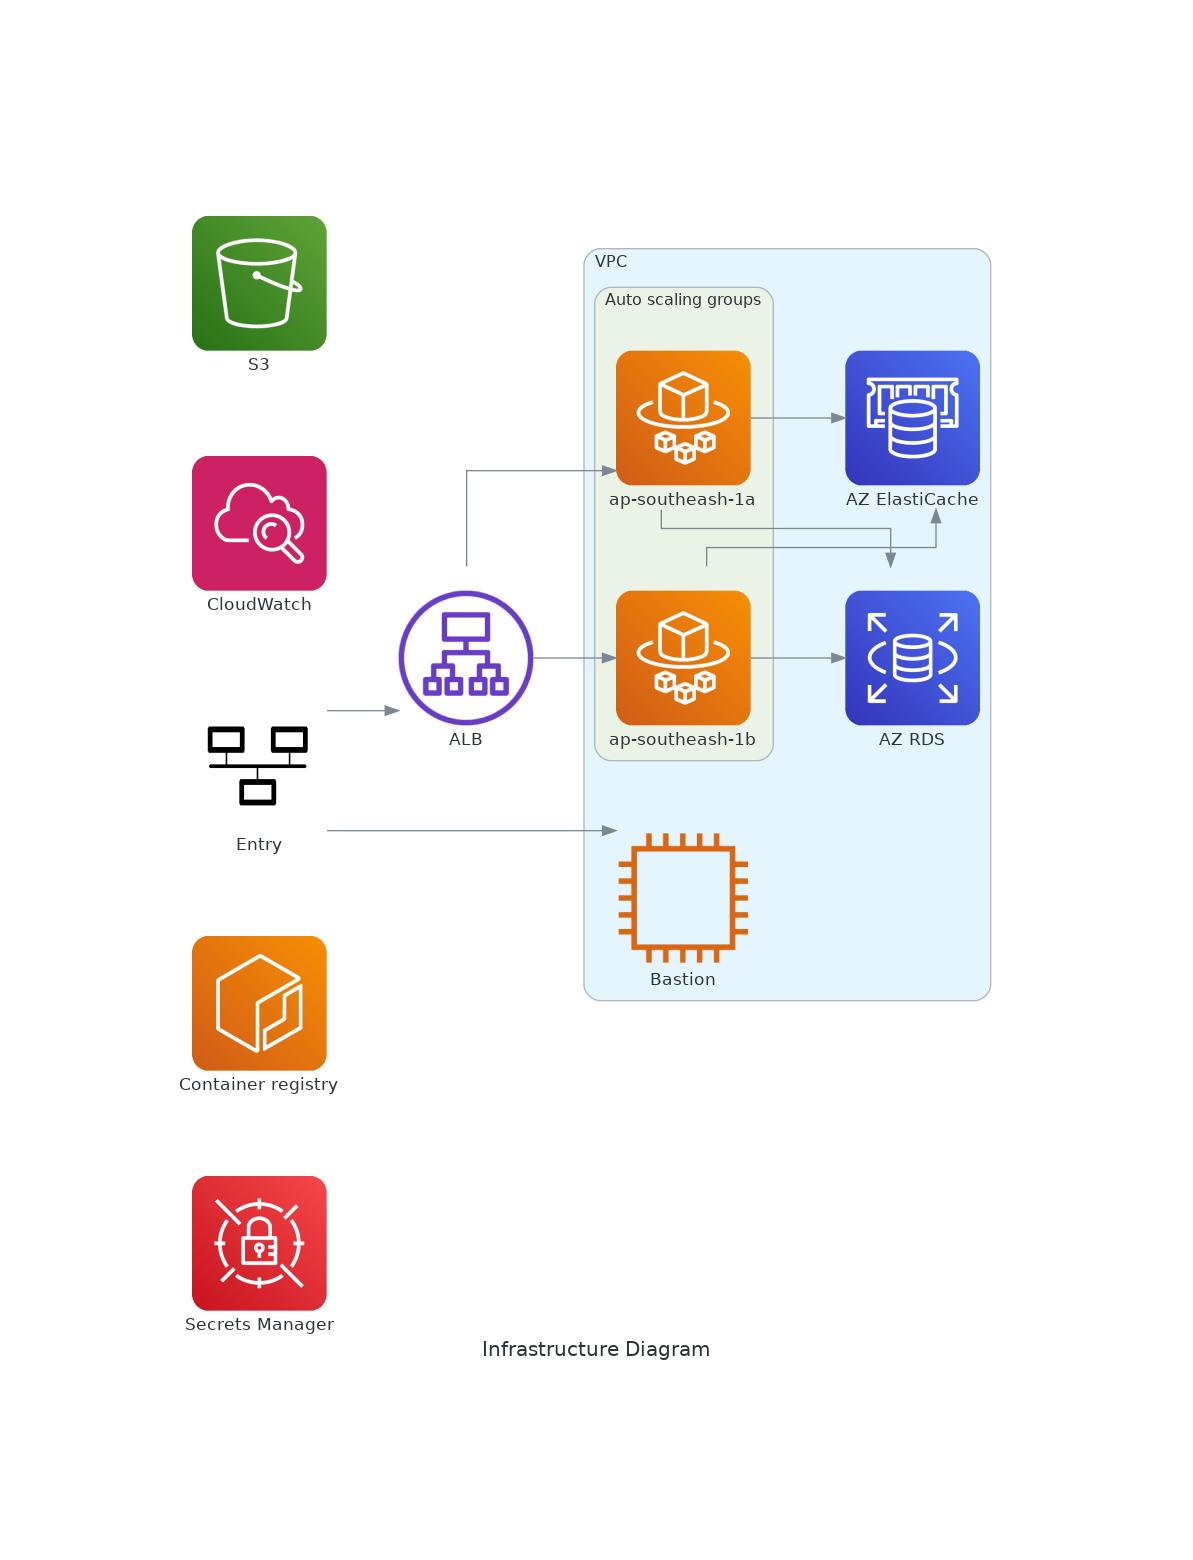 S3
VPC
Auto scaling groups
ap-southeash-1a
AZ ElastiCache
CloudWatch
ALB
ap-southeash-1b
AZ RDS
Entry
Bastion
Container registry
Secrets Manager
Infrastructure Diagram